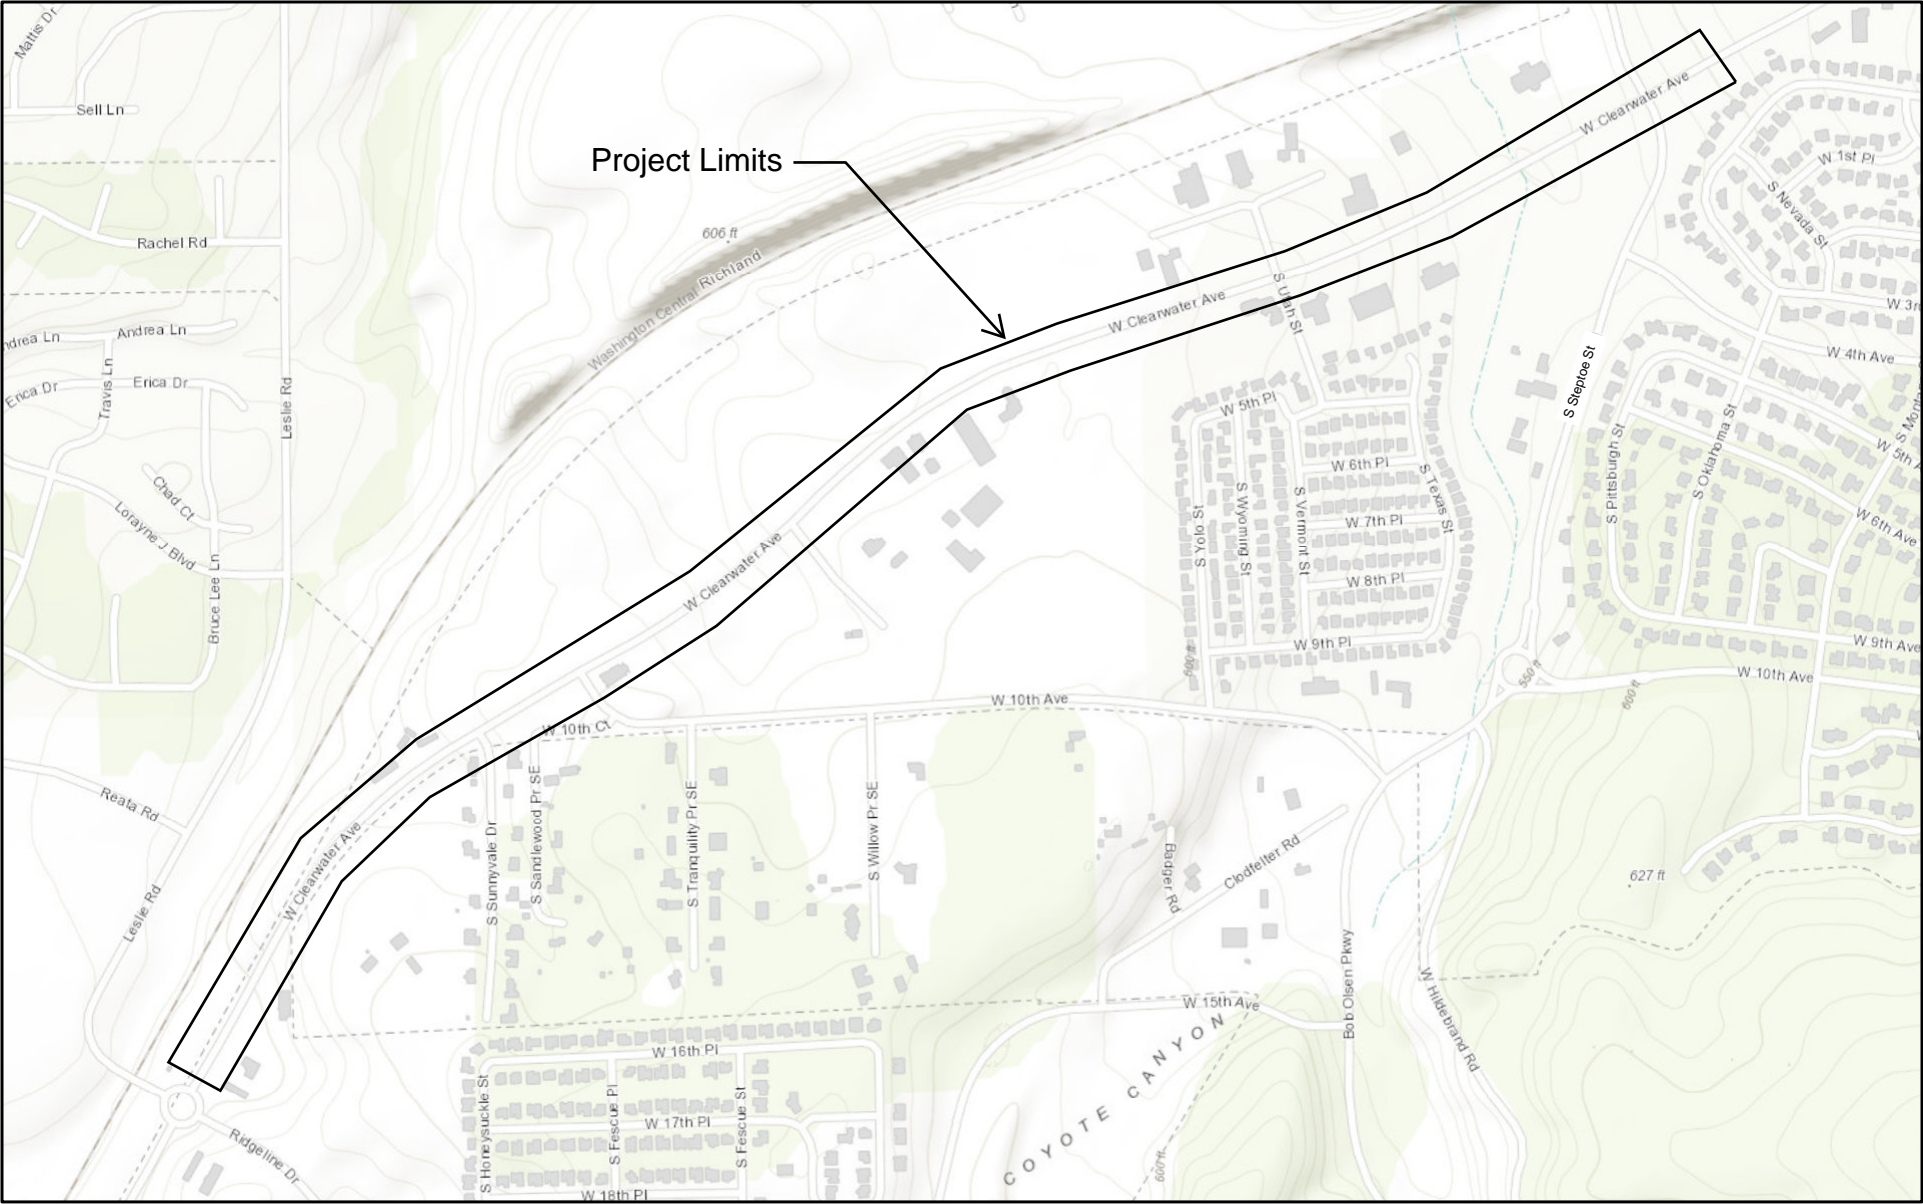 Mattis Dr
Sell Ln
Project Limits
W Clearwater Ave
W 1st Pl
S Nevada St
Rachel Rd
606 ft
Washington Central Richland
S Utah St
W Clearwater Ave
Andrea Ln
Travis Ln
Erica Dr
Erica Dr
Leslie Rd
S Steptoe St
W 4th Ave
W 5th Pl
S Oklahoma St
S Pittsburgh St
W 6th Pl
S Texas St
S Yolo St
S Wyoming St
S Vermont St
W 7th Pl
W 8th Pl
W 9th Pl
W 6th Ave
Chad Ct
Lorayne J Blvd
Bruce Lee Ln
W Clearwater Ave
600 ft
550 ft
600 ft
W 9th Ave
W 10th Ave
W 10th Ave
W 10th Ct
Reata Rd
W Clearwater Ave
S Sunnyvale Dr
S Sandlewood Pr SE
S Tranquility Pr SE
S Willow Pr SE
Badger Rd
Clodfelter Rd
627 ft
Leslie Rd
Bob Olsen Pkwy
W Hildebrand Rd
W 15th Ave
COYOTE CANYON
W 16th Pl
S Honeysuckle St
S Fescue Pl
S Fescue St
W 17th Pl
Ridgeline Dr
600 ft
W 18th Pl